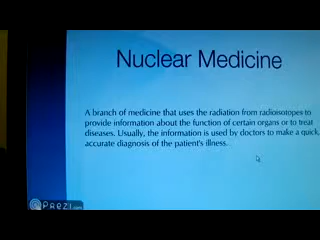 Nuclear Medicine
A branch of medicine that uses the radiation from radioisotopes to
provide information about the function of certain organs or to treat
diseases. Usually, the information is used by doctors to make a quick,
accurate diagnosis of the patient's illness.
PREZI.com